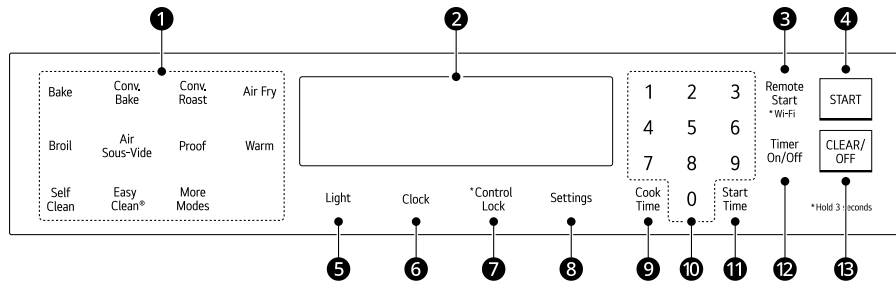 1 2 3 4
Bake Conv. Bake Conv. Roast Air Fry
Broil Air Sous-Vide Proof Warm
Self Clean Easy Clean® More Modes
Light Clock *Control Lock Settings
1 2 3
4 5 6
7 8 9
Cook Time 0 Start Time
Remote Start *Wi-Fi
START
Timer On/Off
CLEAR/OFF
*Hold 3 seconds
5 6 7 8 9 10 11 12 13